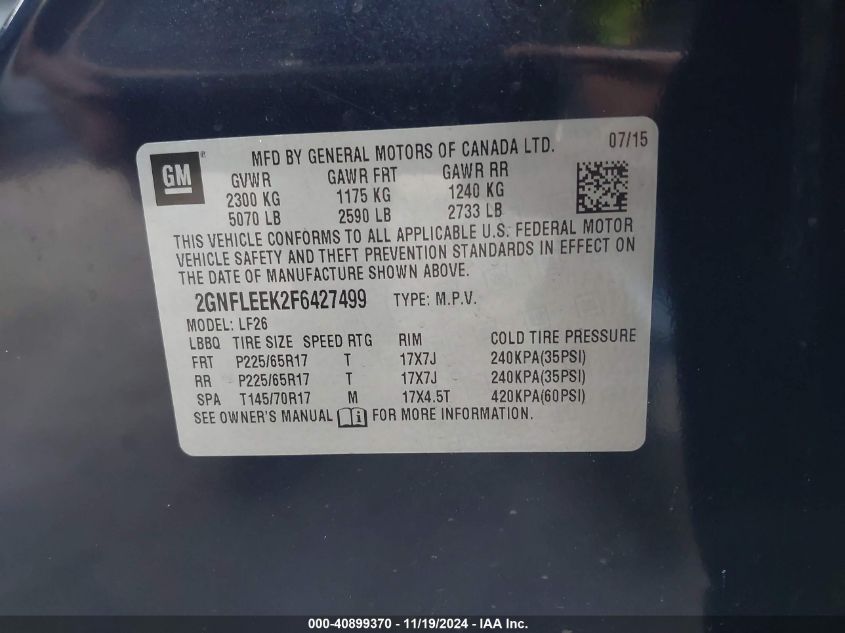 GM
MFD BY GENERAL MOTORS OF CANADA LTD. 07/15
GVWR GAWR FRT GAWR RR
2300 KG 1175 KG 1240 KG
5070 LB 2590 LB 2733 LB
THIS VEHICLE CONFORMS TO ALL APPLICABLE U.S. FEDERAL MOTOR
VEHICLE SAFETY AND THEFT PREVENTION STANDARDS IN EFFECT ON
THE DATE OF MANUFACTURE SHOWN ABOVE.
2GNFLEEK2F6427499 TYPE: M.P.V.
MODEL: LF26
LBBQ TIRE SIZE SPEED RTG RIM COLD TIRE PRESSURE
FRT P225/65R17 T 17X7J 240KPA(35PSI)
RR P225/65R17 T 17X7J 240KPA(35PSI)
SPA T145/70R17 M 17X4.5T 420KPA(60PSI)
SEE OWNER'S MANUAL FOR MORE INFORMATION.
000-40899370 - 11/19/2024 - IAA Inc.